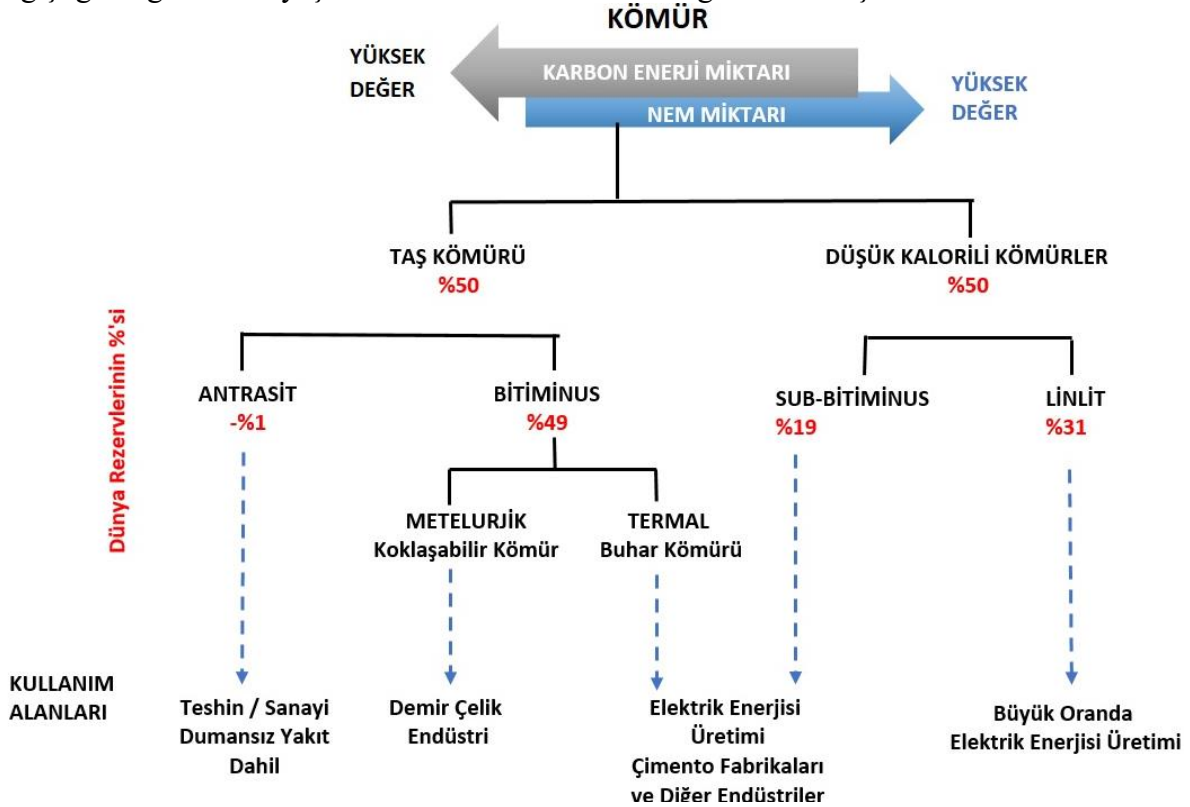 KÖMÜR
YÜKSEK
DEĞER
KARBON ENERJİ MİKTARI
NEM MİKTARI
YÜKSEK
DEĞER
TAŞ KÖMÜRÜ
%50
DÜŞÜK KALORİLİ KÖMÜRLER
%50
Dünya Rezervlerinin %'si
ANTRASİT
-%1
BİTİMİNUS
%49
SUB-BİTİMİNUS
%19
LİNLİT
%31
METELURJİK
Koklaşabilir Kömür
TERMAL
Buhar Kömürü
KULLANIM
ALANLARI
Teshin / Sanayi
Dumansız Yakıt
Dahil
Demir Çelik
Endüstri
Elektrik Enerjisi
Üretimi
Çimento Fabrikaları
ve Diğer Endüstriler
Büyük Oranda
Elektrik Enerjisi Üretimi